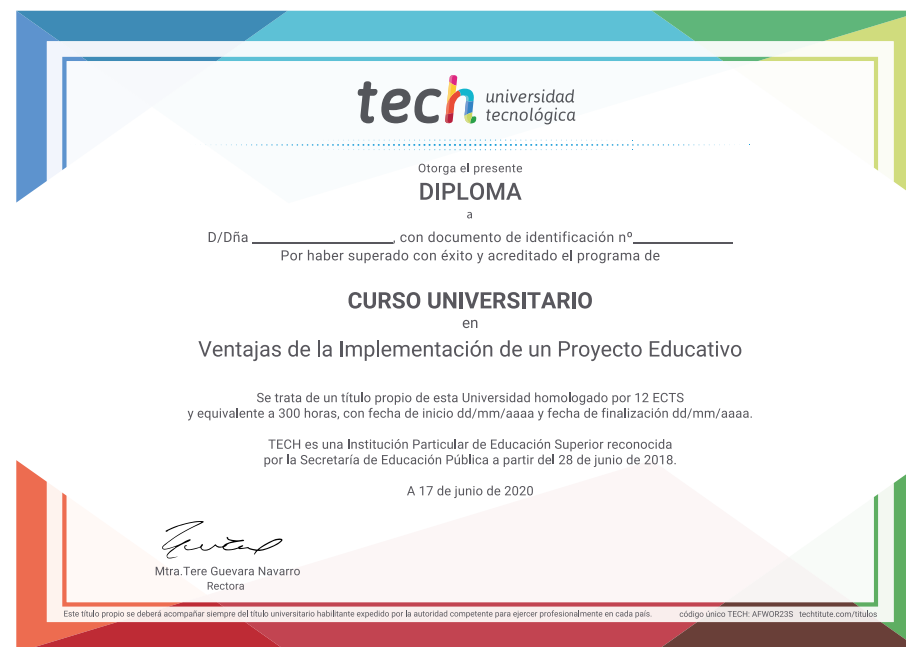 tech universidad
tecnológica
Otorga el presente
DIPLOMA
a
D/Dña ____________________, con documento de identificación nº______________
Por haber superado con éxito y acreditado el programa de
CURSO UNIVERSITARIO
en
Ventajas de la Implementación de un Proyecto Educativo
Se trata de un título propio de esta Universidad homologado por 12 ECTS
y equivalente a 300 horas, con fecha de inicio dd/mm/aaaa y fecha de finalización dd/mm/aaaa.
TECH es una Institución Particular de Educación Superior reconocida
por la Secretaría de Educación Pública a partir del 28 de junio de 2018.
A 17 de junio de 2020
Mtra.Tere Guevara Navarro
Rectora
Este título propio se deberá acompañar siempre del título universitario habilitante expedido por la autoridad competente para ejercer profesionalmente en cada país. código único TECH: AFWOR23S techtitute.com/titulos